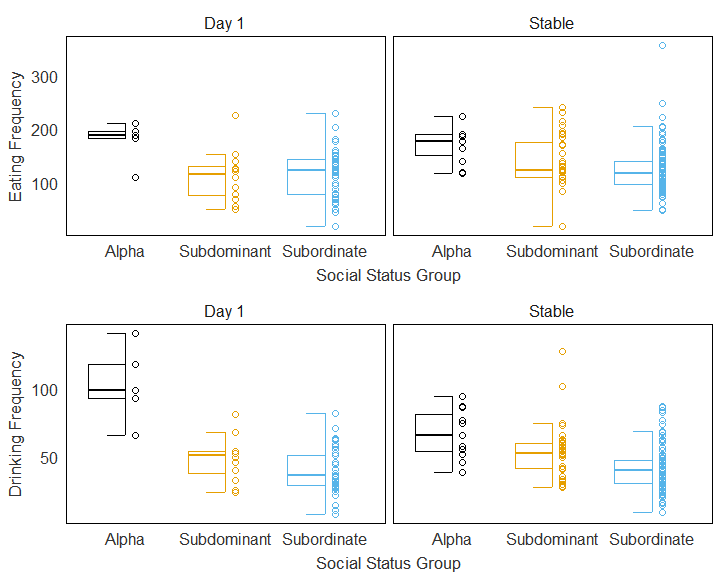 Day 1 Stable
Eating Frequency
300
200
100
Alpha Subdominant Subordinate Alpha Subdominant Subordinate
Social Status Group
Day 1 Stable
Drinking Frequency
100
50
Alpha Subdominant Subordinate Alpha Subdominant Subordinate
Social Status Group